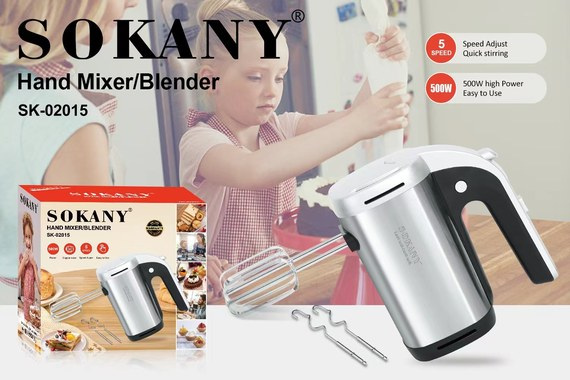 SOKANY®
Hand Mixer/Blender
SK-02015
5
SPEED
Speed Adjust
Quick stirring
500W
500W high Power
Easy to Use
SOKANY®
HAND MIXER/BLENDER
SK-02015
SOKANY